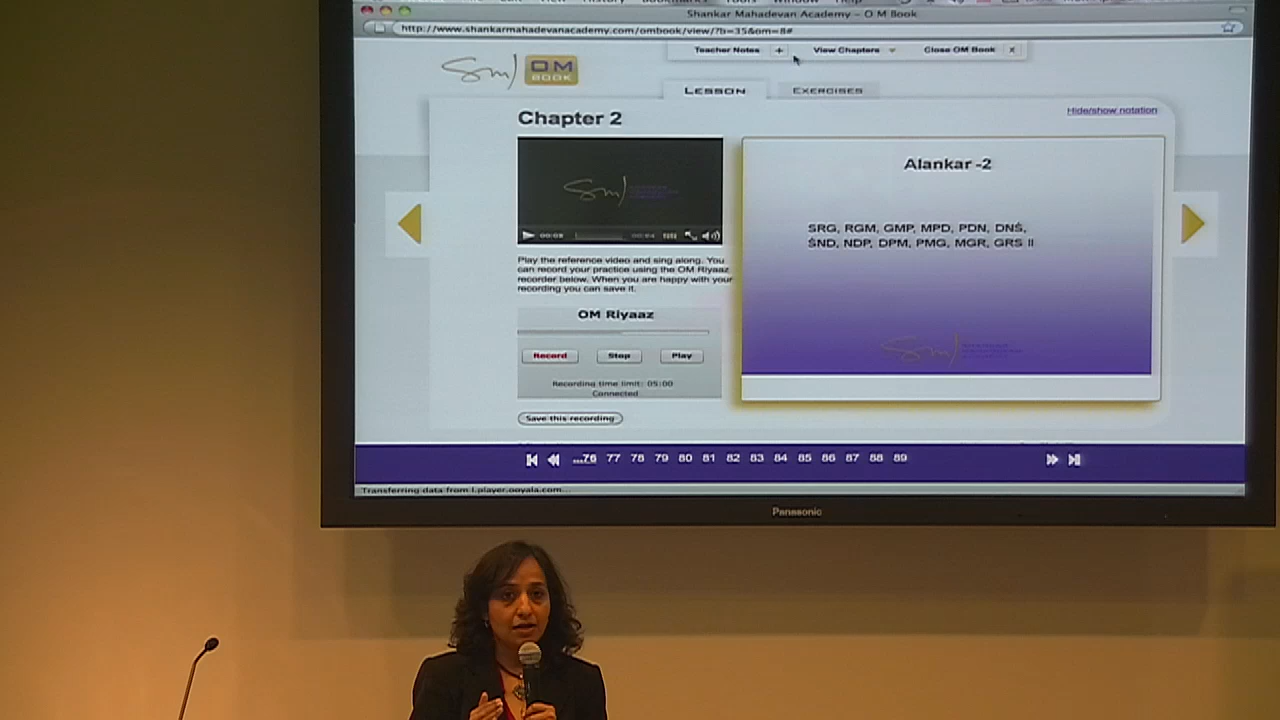 Shankar Mahadevan Academy – O M Book
http://www.shankarmahadevanacademy.com/ombook/view/?b=35&om=8#
Teacher Notes +
View Chapters
Close OM Book x
Sm
OM
BOOK
LESSON
EXERCISES
Hide/show notation
Chapter 2
Alankar -2
SRG, RGM, GMP, MPD, PDN, DNṠ,
ṠND, NDP, DPM, PMG, MGR, GRS II
Play the reference video and sing along. You
can record your practice using the OM Riyaaz
recorder below. When you are happy with your
recording you can save it.
OM Riyaaz
Record Stop Play
Recording time limit: 05:00
Connected
Save this recording
...76 77 78 79 80 81 82 83 84 85 86 87 88 89
Transferring data from l.player.ooyala.com...
Panasonic